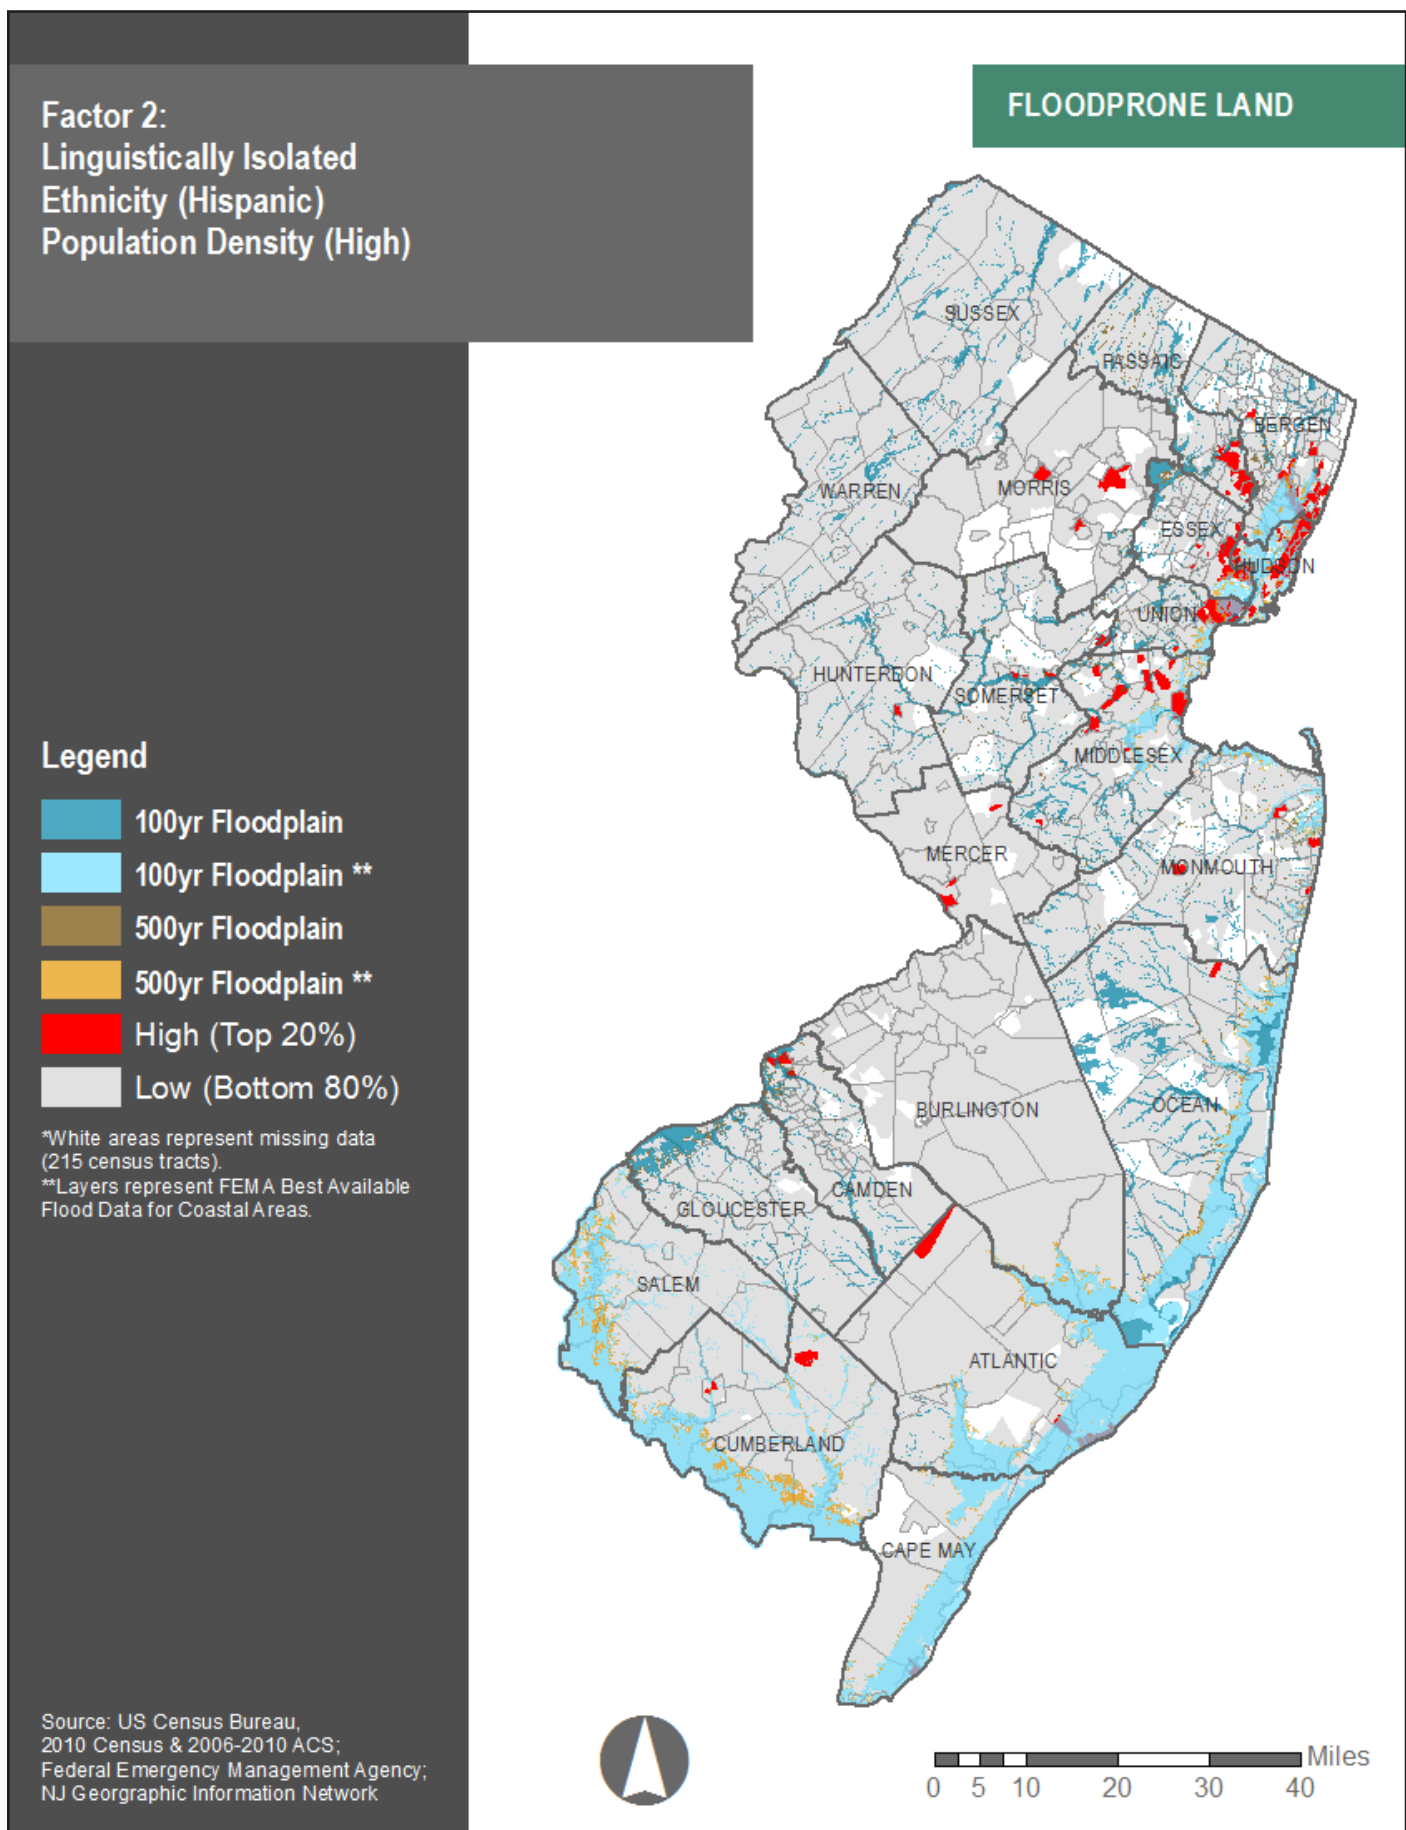 Factor 2:
Linguistically Isolated
Ethnicity (Hispanic)
Population Density (High)
FLOODPRONE LAND
SUSSEX
PASSAIC
BERGEN
WARREN
MORRIS
ESSEX
HUDSON
UNION
HUNTERDON
SOMERSET
MIDDLESEX
MERCER
MONMOUTH
OCEAN
BURLINGTON
CAMDEN
GLOUCESTER
SALEM
ATLANTIC
CUMBERLAND
CAPE MAY
Legend
100yr Floodplain
100yr Floodplain **
500yr Floodplain
500yr Floodplain **
High (Top 20%)
Low (Bottom 80%)
*White areas represent missing data
(215 census tracts).
**Layers represent FEMA Best Available
Flood Data for Coastal Areas.
Source: US Census Bureau,
2010 Census & 2006-2010 ACS;
Federal Emergency Management Agency;
NJ Georgraphic Information Network
Miles
0 5 10 20 30 40